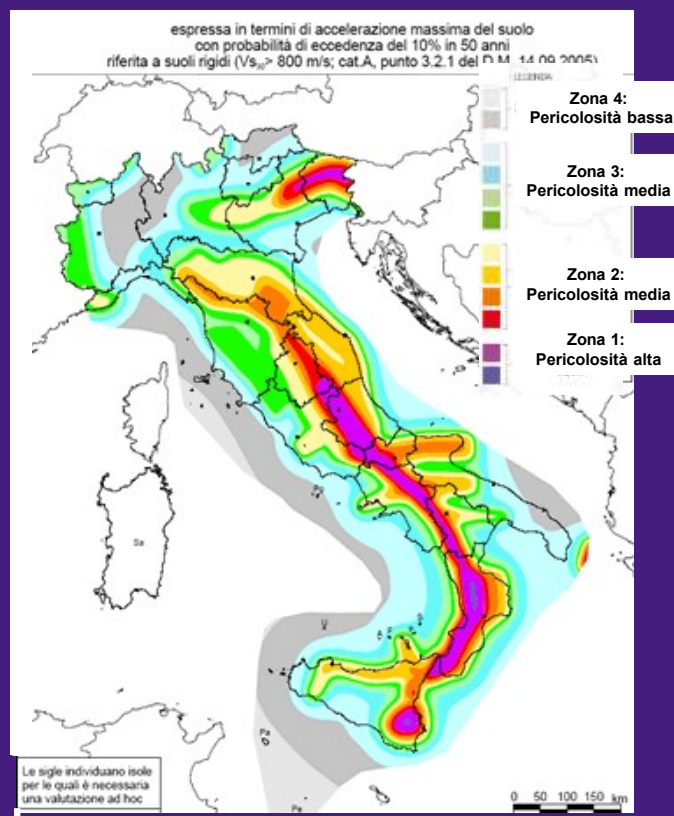 espressa in termini di accelerazione massima del suolo
con probabilità di eccedenza del 10% in 50 anni
riferita a suoli rigidi (Vs₃₀> 800 m/s; cat.A, punto 3.2.1 del D.M. 14.09.2005)
LEGENDA
Zona 4:
Pericolosità bassa
Zona 3:
Pericolosità media
Zona 2:
Pericolosità media
Zona 1:
Pericolosità alta
Sa
U
Pa
Pe
Le sigle individuano isole
per le quali è necessaria
una valutazione ad hoc
0 50 100 150 km